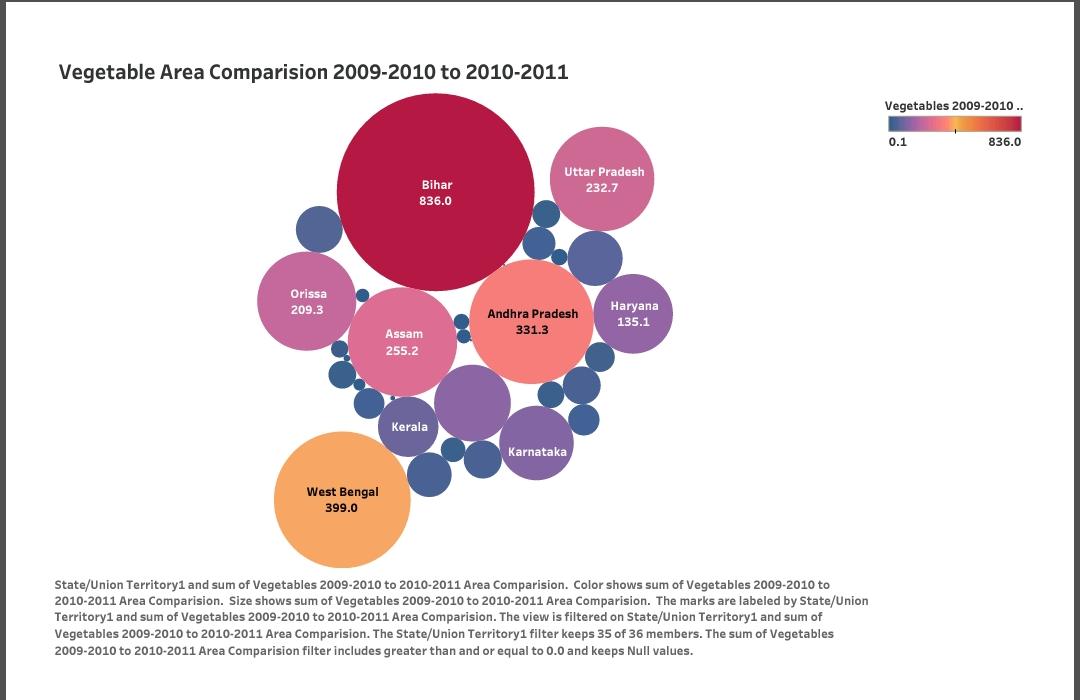 Vegetable Area Comparision 2009-2010 to 2010-2011
Vegetables 2009-2010 ..
0.1 836.0
Bihar
836.0
Uttar Pradesh
232.7
Orissa
209.3
Haryana
135.1
Andhra Pradesh
331.3
Assam
255.2
Kerala
Karnataka
West Bengal
399.0
State/Union Territory1 and sum of Vegetables 2009-2010 to 2010-2011 Area Comparision.  Color shows sum of Vegetables 2009-2010 to
2010-2011 Area Comparision.  Size shows sum of Vegetables 2009-2010 to 2010-2011 Area Comparision.  The marks are labeled by State/Union
Territory1 and sum of Vegetables 2009-2010 to 2010-2011 Area Comparision. The view is filtered on State/Union Territory1 and sum of
Vegetables 2009-2010 to 2010-2011 Area Comparision. The State/Union Territory1 filter keeps 35 of 36 members. The sum of Vegetables
2009-2010 to 2010-2011 Area Comparision filter includes greater than and or equal to 0.0 and keeps Null values.